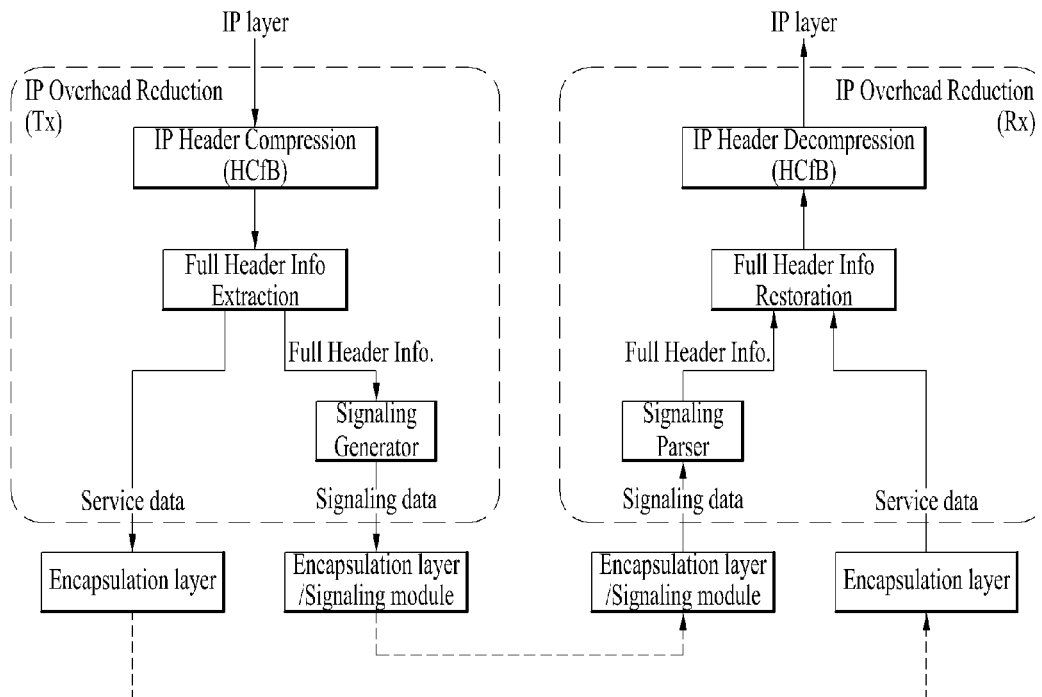 IP layer
IP Overhead Reduction
(Tx)
IP Header Compression
(HCfB)
Full Header Info
Extraction
Full Header Info.
Signaling
Generator
Service data
Signaling data
Encapsulation layer
Encapsulation layer
/Signaling module
IP layer
IP Overhead Reduction
(Rx)
IP Header Decompression
(HCfB)
Full Header Info
Restoration
Full Header Info.
Signaling
Parser
Signaling data
Service data
Encapsulation layer
/Signaling module
Encapsulation layer